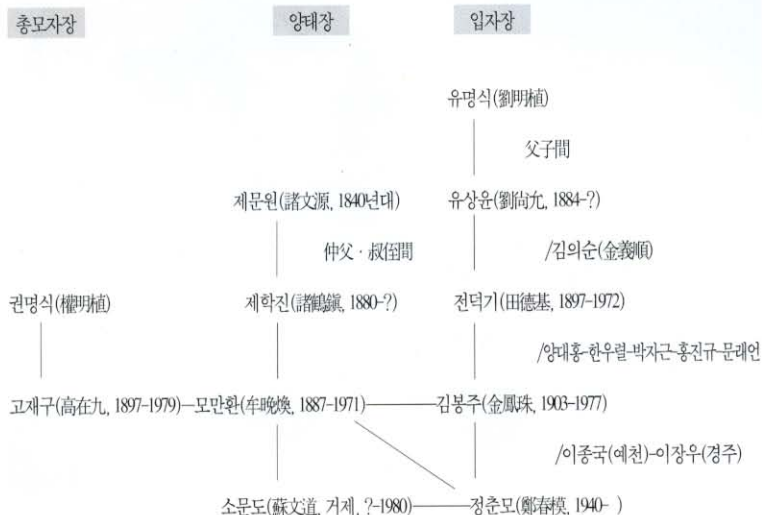 총모자장 양태장 입자장
유명식(劉明植)
父子間
제문원(諸文源, 1840년대) 유상윤(劉尙允, 1884-?)
仲父·叔侄間 /김의순(金義順)
권명식(權明植) 제학진(諸鶴鎭, 1880-?) 전덕기(田德基, 1897-1972)
/양대홍-한우렬-박자근-홍진규-문래언
고재구(高在九, 1897-1979)-모만환(牟晩煥, 1887-1971) 김봉주(金鳳珠, 1903-1977)
/이종국(예천)-이장우(경주)
소문도(蘇文道, 거제, ?-1980) 정춘모(鄭春模, 1940- )